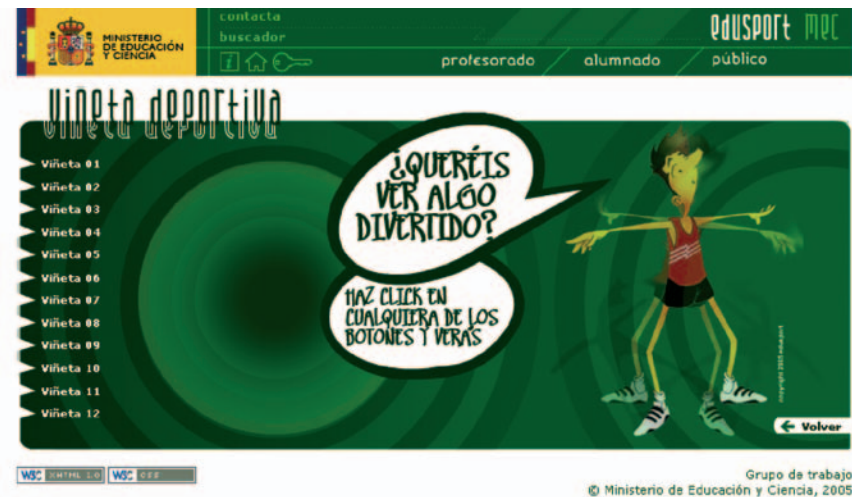 contacta
buscador
MINISTERIO
DE EDUCACIÓN
Y CIENCIA
edusport mec
profesorado
alumnado
público
Viñeta deportiva
Viñeta 01
Viñeta 02
Viñeta 03
Viñeta 04
Viñeta 05
Viñeta 06
Viñeta 07
Viñeta 08
Viñeta 09
Viñeta 10
Viñeta 11
Viñeta 12
¿QUERÉIS
VER ALGO
DIVERTIDO?
HAZ CLICK EN
CUALQUIERA DE LOS
BOTONES Y VERÁS
copyright 2005 edusport
Volver
W3C XHTML 1.0
W3C CSS
Grupo de trabajo
© Ministerio de Educación y Ciencia, 2005